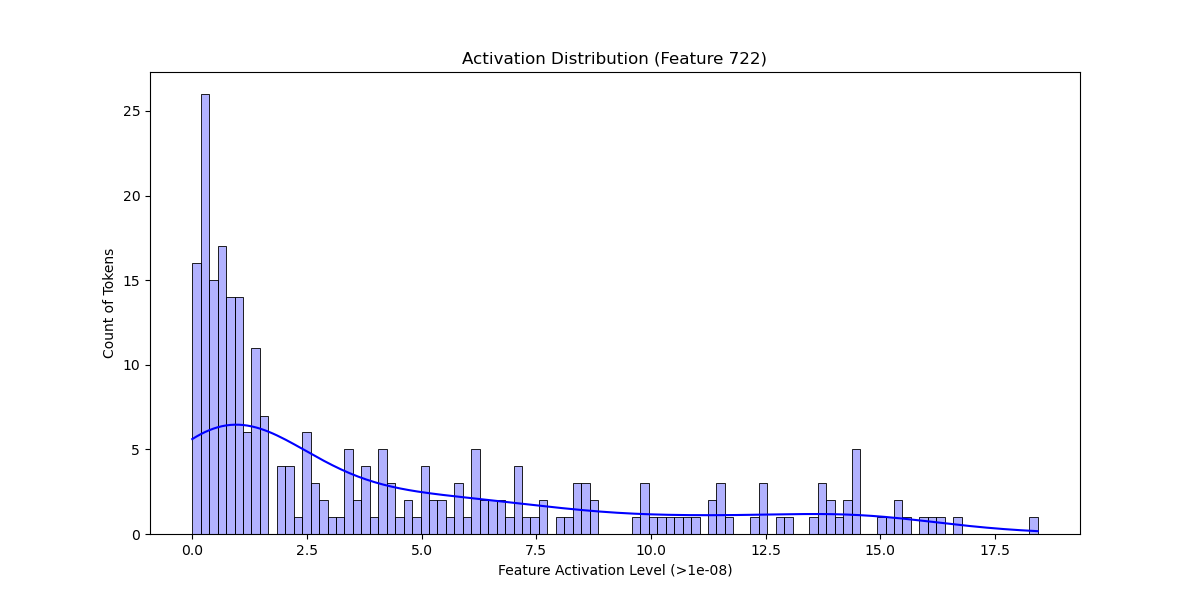 Activation Distribution (Feature 722)
Count of Tokens
25
20
15
10
5
0
0.0 2.5 5.0 7.5 10.0 12.5 15.0 17.5
Feature Activation Level (>1e-08)